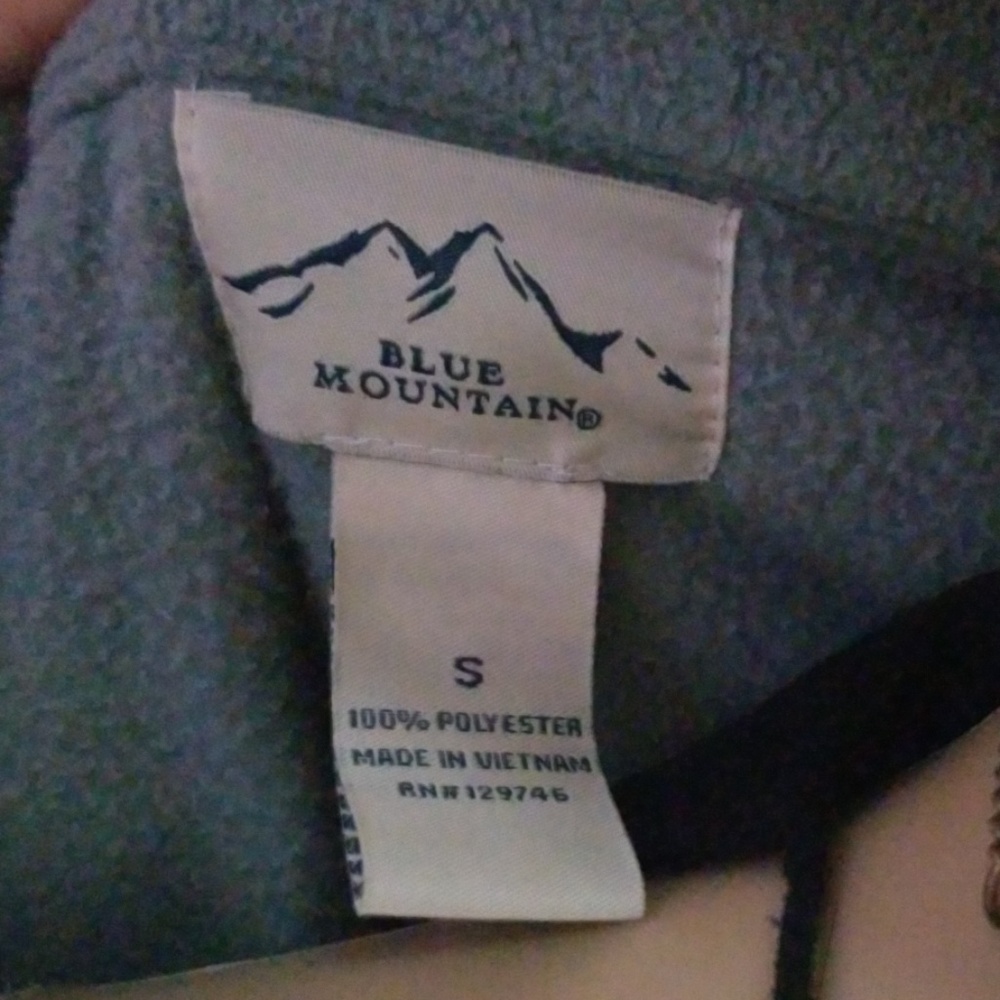 BLUE
MOUNTAIN®
S
100% POLYESTER
MADE IN VIETNAM
RN# 129746